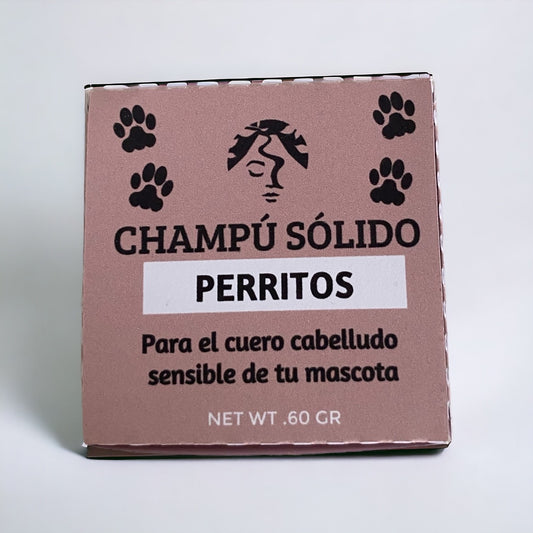 CHAMPÚ SÓLIDO
PERRITOS
Para el cuero cabelludo
sensible de tu mascota
NET WT .60 GR